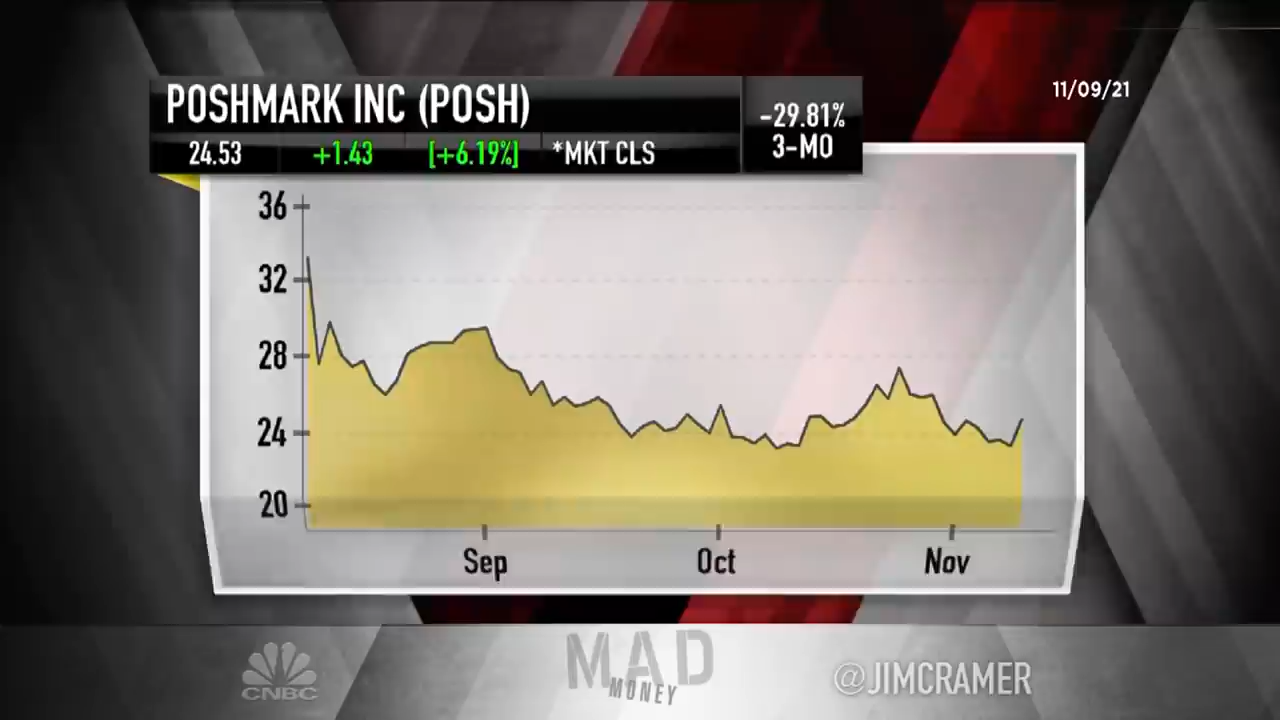 POSHMARK INC (POSH)
24.53 +1.43 [+6.19%] *MKT CLS
-29.81%
3-MO
11/09/21
36
32
28
24
20
Sep Oct Nov
CNBC
MAD
MONEY
@JIMCRAMER